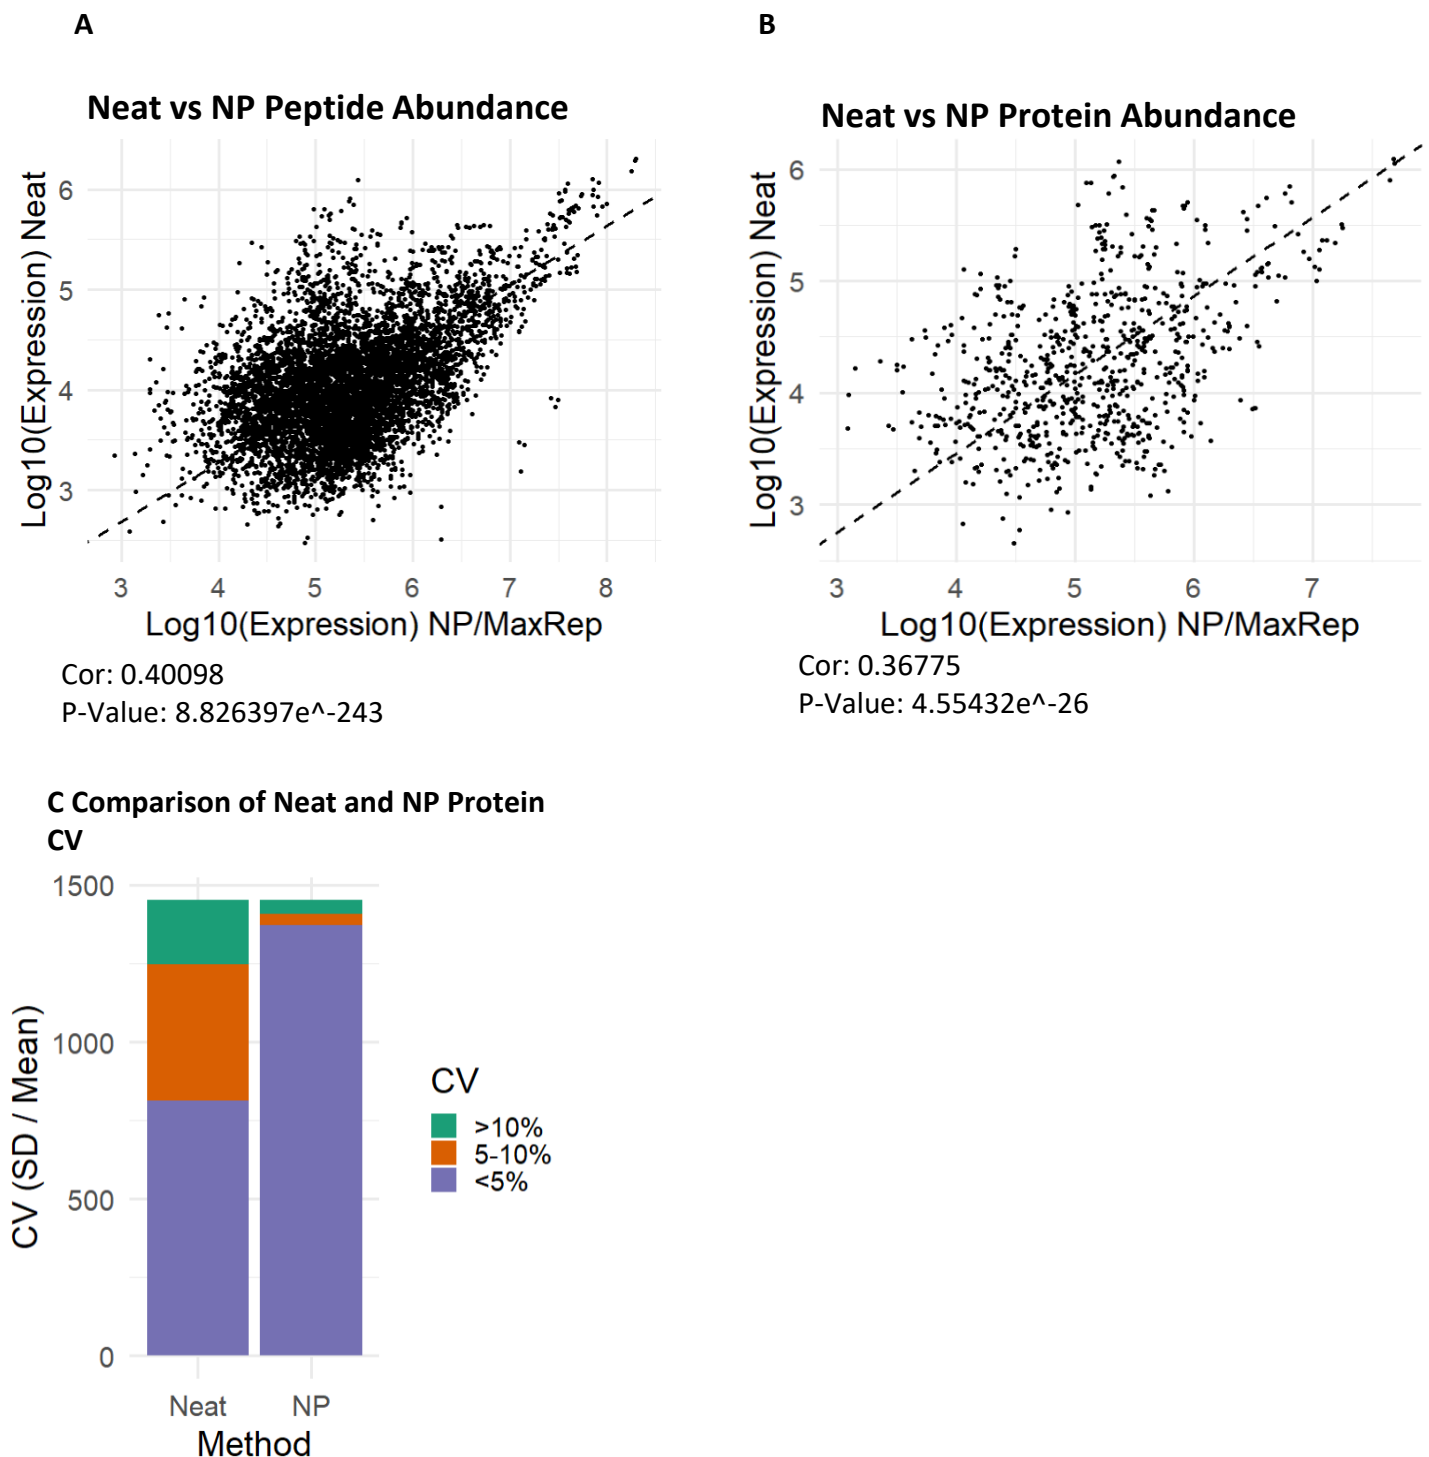 A
Neat vs NP Peptide Abundance
Log10(Expression) Neat
6
5
4
3
3 4 5 6 7 8
Log10(Expression) NP/MaxRep
Cor: 0.40098
P-Value: 8.826397e^-243
B
Neat vs NP Protein Abundance
Log10(Expression) Neat
6
5
4
3
3 4 5 6 7
Log10(Expression) NP/MaxRep
Cor: 0.36775
P-Value: 4.55432e^-26
C Comparison of Neat and NP Protein
CV
CV (SD / Mean)
1500
1000
500
0
Neat NP
Method
CV
>10%
5-10%
<5%